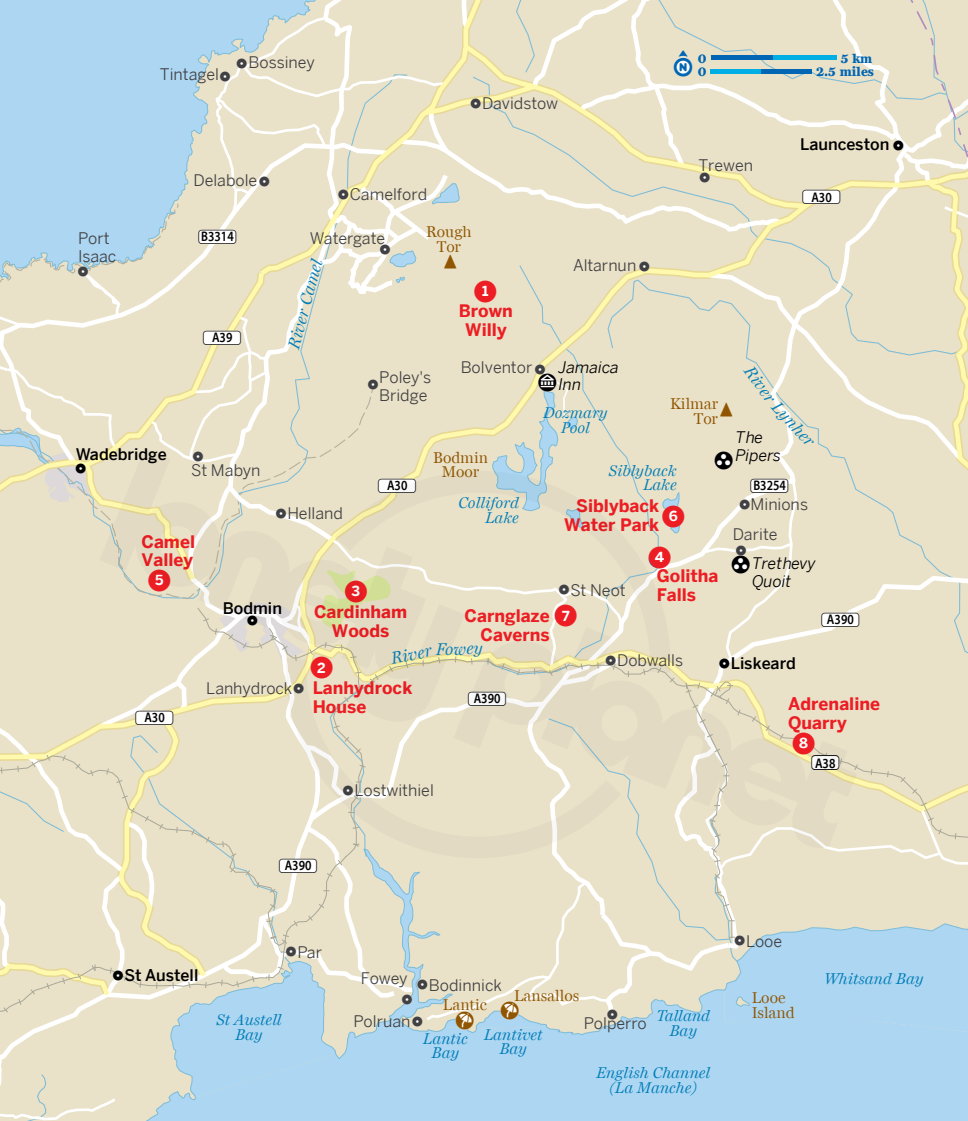 0 5 km
N
0 2.5 miles
Bossiney
Tintagel
Davidstow
Launceston
Trewen
Delabole
Camelford
A30
Rough
Tor
B3314
Watergate
Port
Isaac
Altarnun
River Camel
1
Brown
Willy
A39
Bolventor
Jamaica
Inn
Poley's
Bridge
River Lynher
Kilmar
Tor
Dozmary
Pool
The
Pipers
Wadebridge
St Mabyn
Bodmin
Moor
Siblyback
Lake
A30
B3254
Colliford
Lake
Siblyback
Water Park
6
Minions
Helland
Darite
Camel
Valley
5
4
Golitha
Falls
Trethevy
Quoit
3
Cardinham
Woods
St Neot
Bodmin
Carnglaze
Caverns
7
A390
River Fowey
2
Lanhydrock
House
Lanhydrock
Dobwalls
Liskeard
A390
Adrenaline
Quarry
8
A30
A38
lonely planet
Lostwithiel
A390
Par
Looe
St Austell
Fowey
Bodinnick
Whitsand Bay
Lansallos
Lantic
Looe
Island
St Austell
Bay
Polruan
Polperro
Talland
Bay
Lantic
Bay
Lantivet
Bay
English Channel
(La Manche)